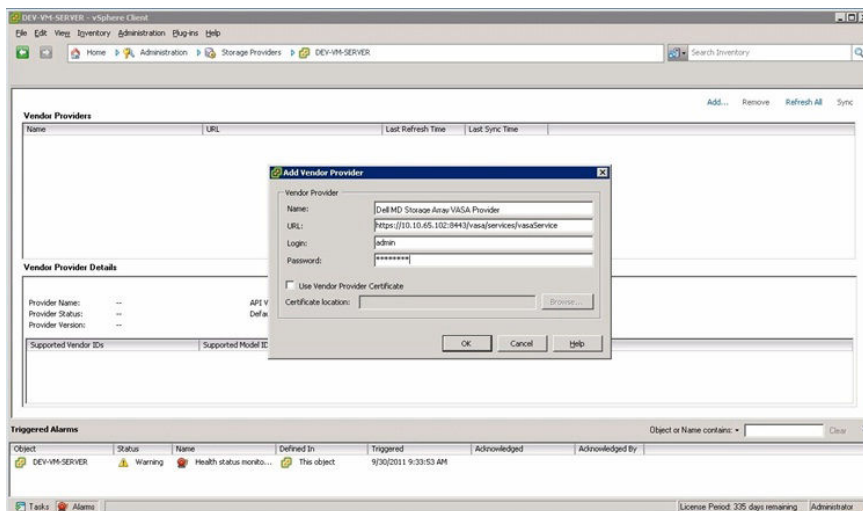 DEV-VM-SERVER - vSphere Client
File Edit View Inventory Administration Plug-ins Help
Home Administration Storage Providers DEV-VM-SERVER Search Inventory
Add... Remove Refresh All Sync
Vendor Providers
Name URL Last Refresh Time Last Sync Time
Add Vendor Provider
Vendor Provider
Name: Dell MD Storage Array VASA Provider
URL: https://10.10.65.102:8443/vasa/services/vasaService
Login: admin
Password: ********
Use Vendor Provider Certificate
Certificate location: Browse...
OK Cancel Help
Vendor Provider Details
Provider Name: -- API V
Provider Status: -- Defau
Provider Version: --
Supported Vendor IDs Supported Model ID
Triggered Alarms Object or Name contains: Clear
Object Status Name Defined In Triggered Acknowledged Acknowledged By
DEV-VM-SERVER Warning Health status monito... This object 9/30/2011 9:33:53 AM
Tasks Alarms License Period: 335 days remaining Administrator